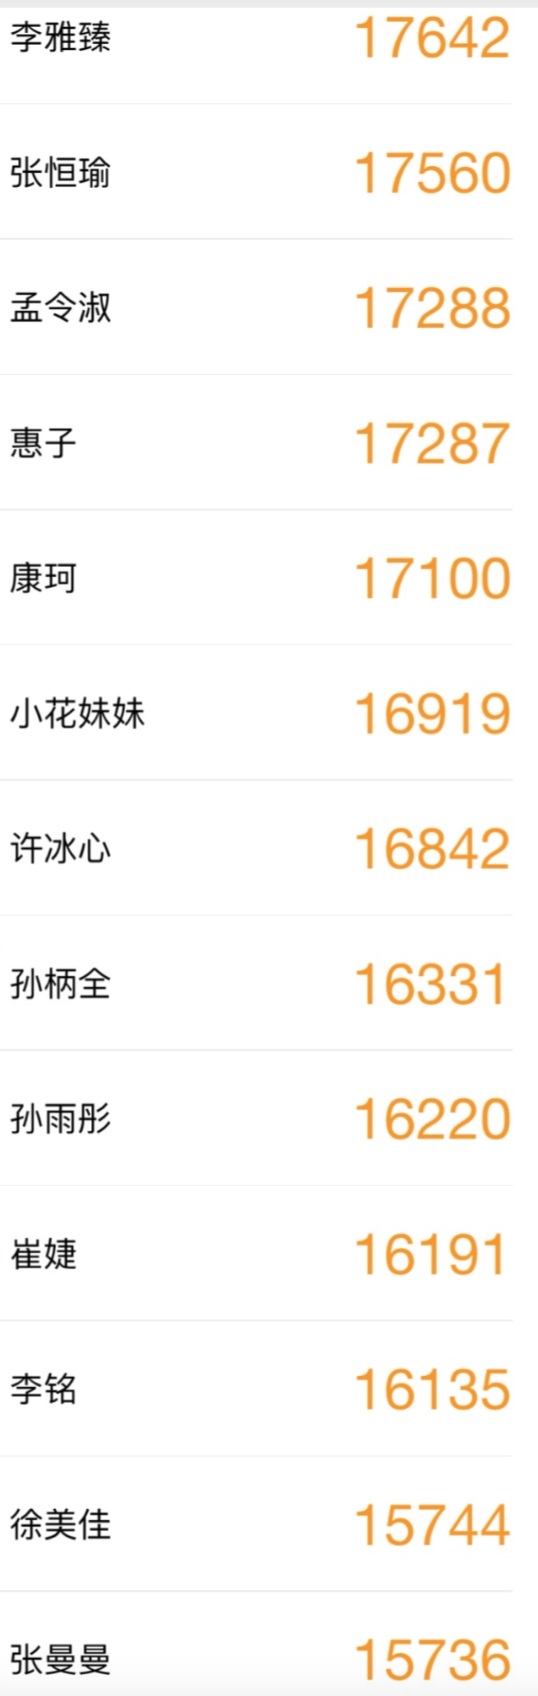 李雅臻 17642
张恒瑜 17560
孟令淑 17288
惠子 17287
康珂 17100
小花妹妹 16919
许冰心 16842
孙柄全 16331
孙雨彤 16220
崔婕 16191
李铭 16135
徐美佳 15744
张曼曼 15736